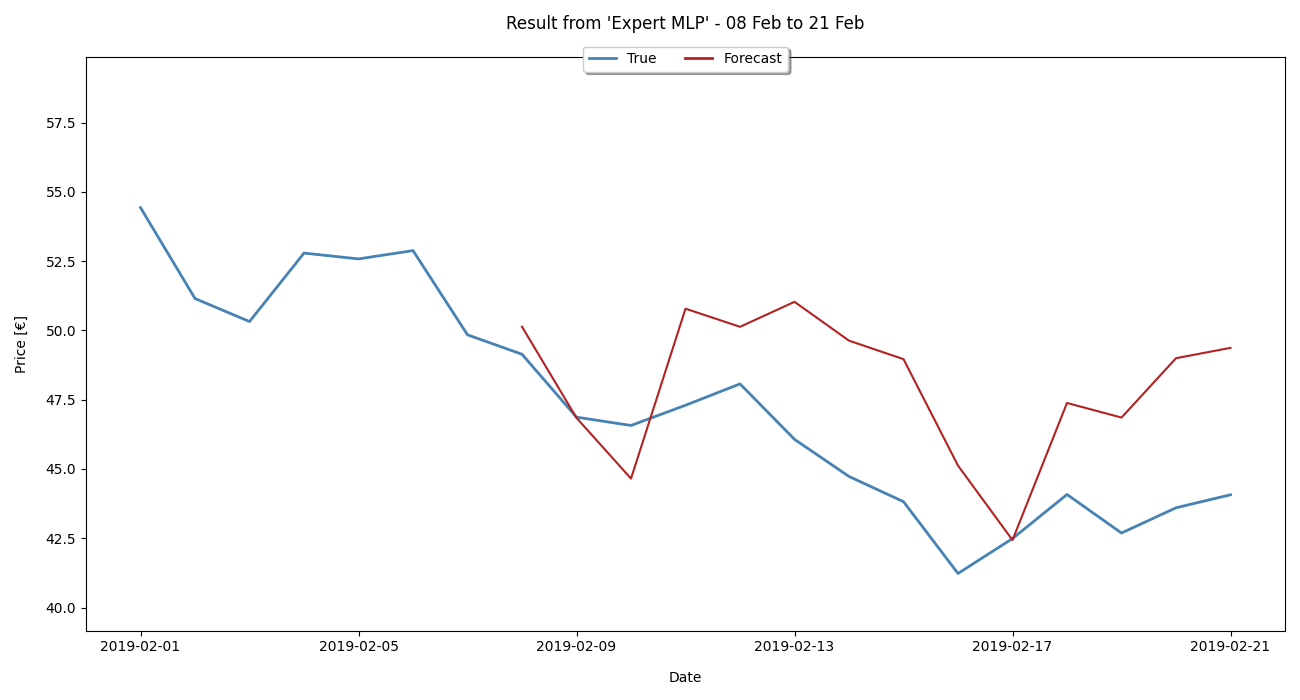 Result from 'Expert MLP' - 08 Feb to 21 Feb
True Forecast
57.5
55.0
52.5
50.0
47.5
45.0
42.5
40.0
Price [€]
2019-02-01 2019-02-05 2019-02-09 2019-02-13 2019-02-17 2019-02-21
Date